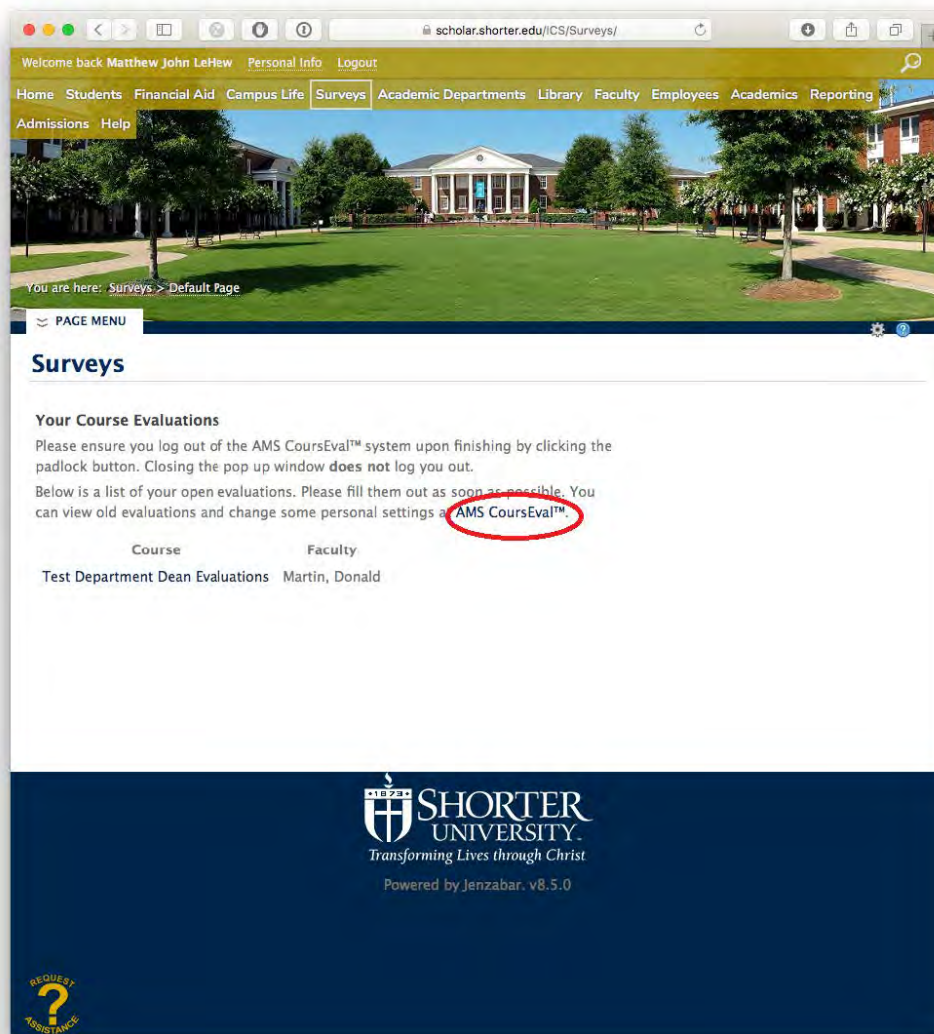 scholar.shorter.edu/ICS/Surveys/
Welcome back Matthew John LeHew Personal Info Logout
Home Students Financial Aid Campus Life Surveys Academic Departments Library Faculty Employees Academics Reporting
Admissions Help
You are here: Surveys > Default Page
PAGE MENU
?
Surveys
Your Course Evaluations
Please ensure you log out of the AMS CoursEval™ system upon finishing by clicking the
padlock button. Closing the pop up window does not log you out.
Below is a list of your open evaluations. Please fill them out as soon as possible. You
can view old evaluations and change some personal settings a AMS CoursEval™.
Course Faculty
Test Department Dean Evaluations Martin, Donald
•1873•
SHORTER
UNIVERSITY
Transforming Lives through Christ
Powered by Jenzabar. v8.5.0
REQUEST
?
ASSISTANCE